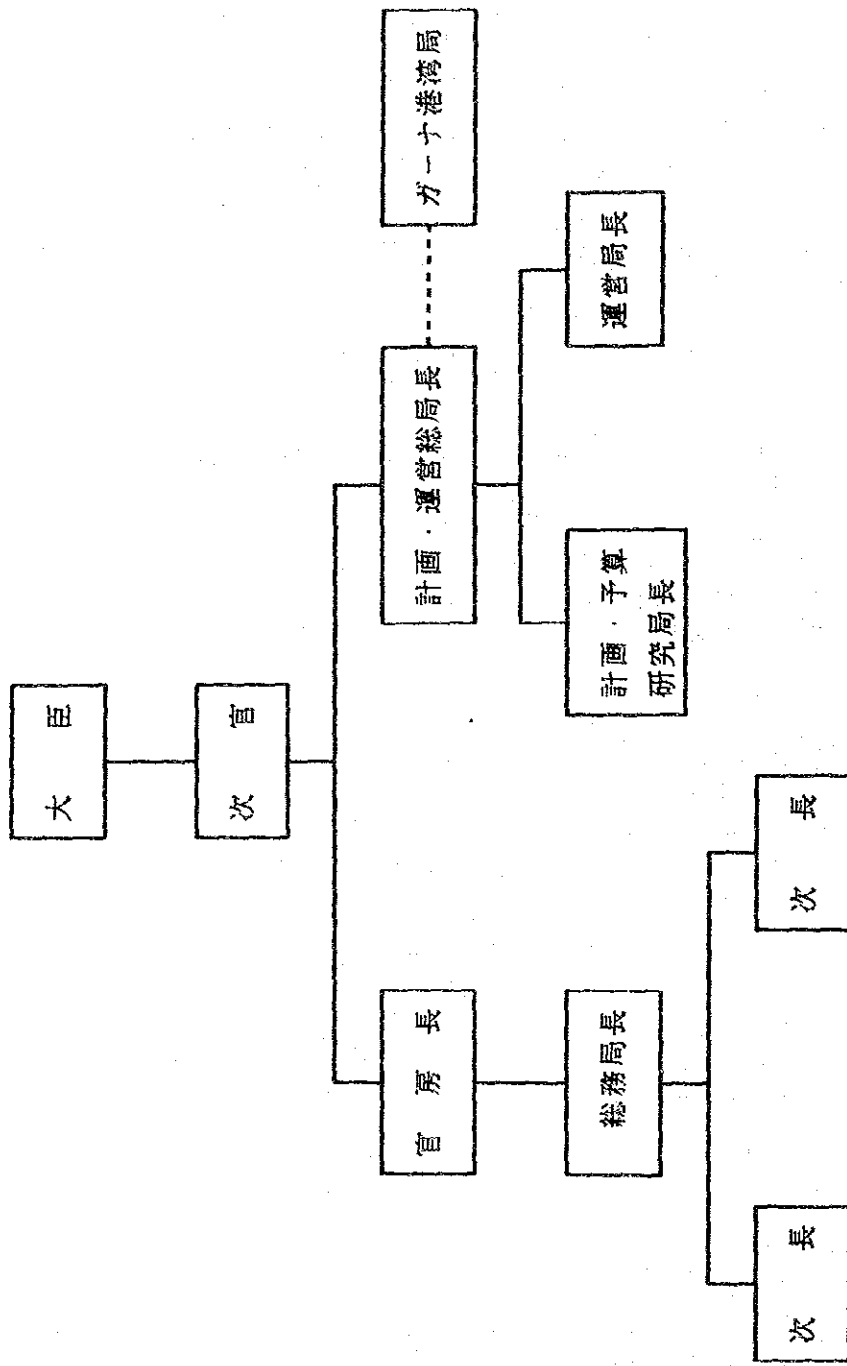 大臣
次官
官房長
計画・運営総局長
ガーナ港湾局
総務局長
計画・予算
研究局長
運営局長
次長
次長